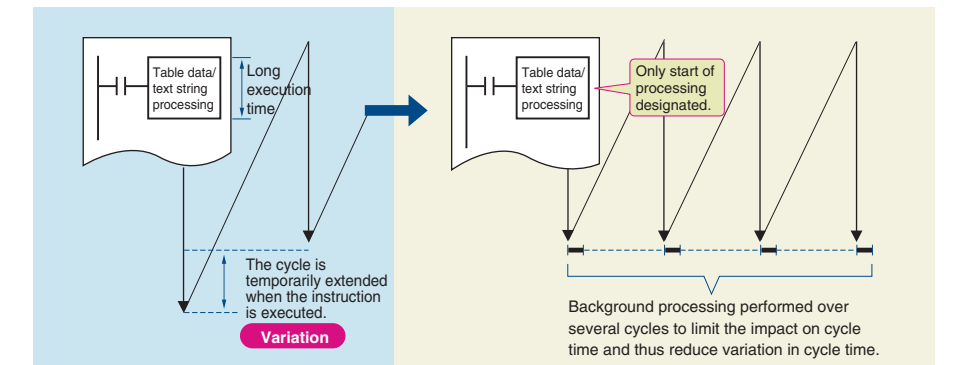 Table data/
text string
processing
Long
execution
time
The cycle is
temporarily extended
when the instruction
is executed.
Variation
Table data/
text string
processing
Only start of
processing
designated.
Background processing performed over
several cycles to limit the impact on cycle
time and thus reduce variation in cycle time.